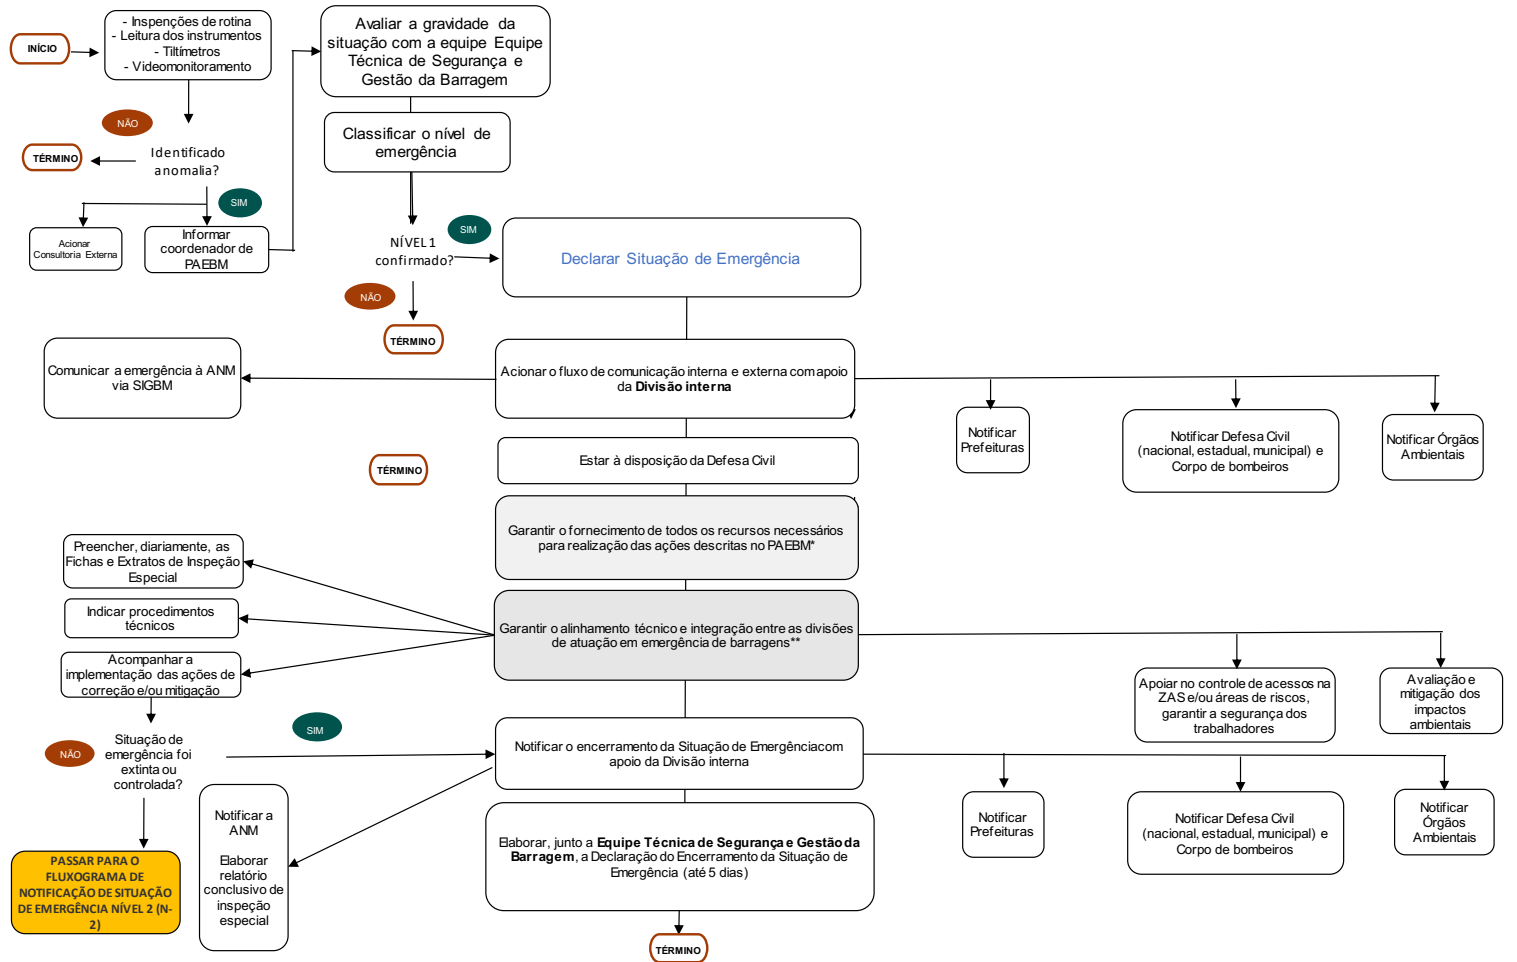 INÍCIO
- Inspenções de rotina
- Leitura dos instrumentos
- Tiltímetros
- Videomonitoramento
NÃO
Identificado
anomalia?
TÉRMINO
SIM
Acionar
Consultoria Externa
Informar
coordenador de
PAEBM
Avaliar a gravidade da
situação com a equipe Equipe
Técnica de Segurança e
Gestão da Barragem
Classificar o nível de
emergência
NÍVEL 1
confirmado?
SIM
NÃO
TÉRMINO
Declarar Situação de Emergência
Comunicar a emergência à ANM
via SIGBM
Acionar o fluxo de comunicação interna e externa com apoio
da Divisão interna
Notificar
Prefeituras
Notificar Defesa Civil
(nacional, estadual, municipal) e
Corpo de bombeiros
Notificar Órgãos
Ambientais
TÉRMINO
Estar à disposição da Defesa Civil
Garantir o fornecimento de todos os recursos necessários
para realização das ações descritas no PAEBM*
Preencher, diariamente, as
Fichas e Extratos de Inspeção
Especial
Indicar procedimentos
técnicos
Acompanhar a
implementação das ações de
correção e/ou mitigação
Garantir o alinhamento técnico e integração entre as divisões
de atuação em emergência de barragens**
Apoiar no controle de acessos na
ZAS e/ou áreas de riscos,
garantir a segurança dos
trabalhadores
Avaliação e
mitigação dos
impactos
ambientais
NÃO
Situação de
emergência foi
extinta ou
controlada?
SIM
Notificar o encerramento da Situação de Emergênciacom
apoio da Divisão interna
Notificar
Prefeituras
Notificar Defesa Civil
(nacional, estadual, municipal) e
Corpo de bombeiros
Notificar
Órgãos
Ambientais
PASSAR PARA O
FLUXOGRAMA DE
NOTIFICAÇÃO DE SITUAÇÃO
DE EMERGÊNCIA NÍVEL 2 (N-
2)
Notificar a
ANM
Elaborar
relatório
conclusivo de
inspeção
especial
Elaborar, junto a Equipe Técnica de Segurança e Gestão da
Barragem, a Declaração do Encerramento da Situação de
Emergência (até 5 dias)
TÉRMINO